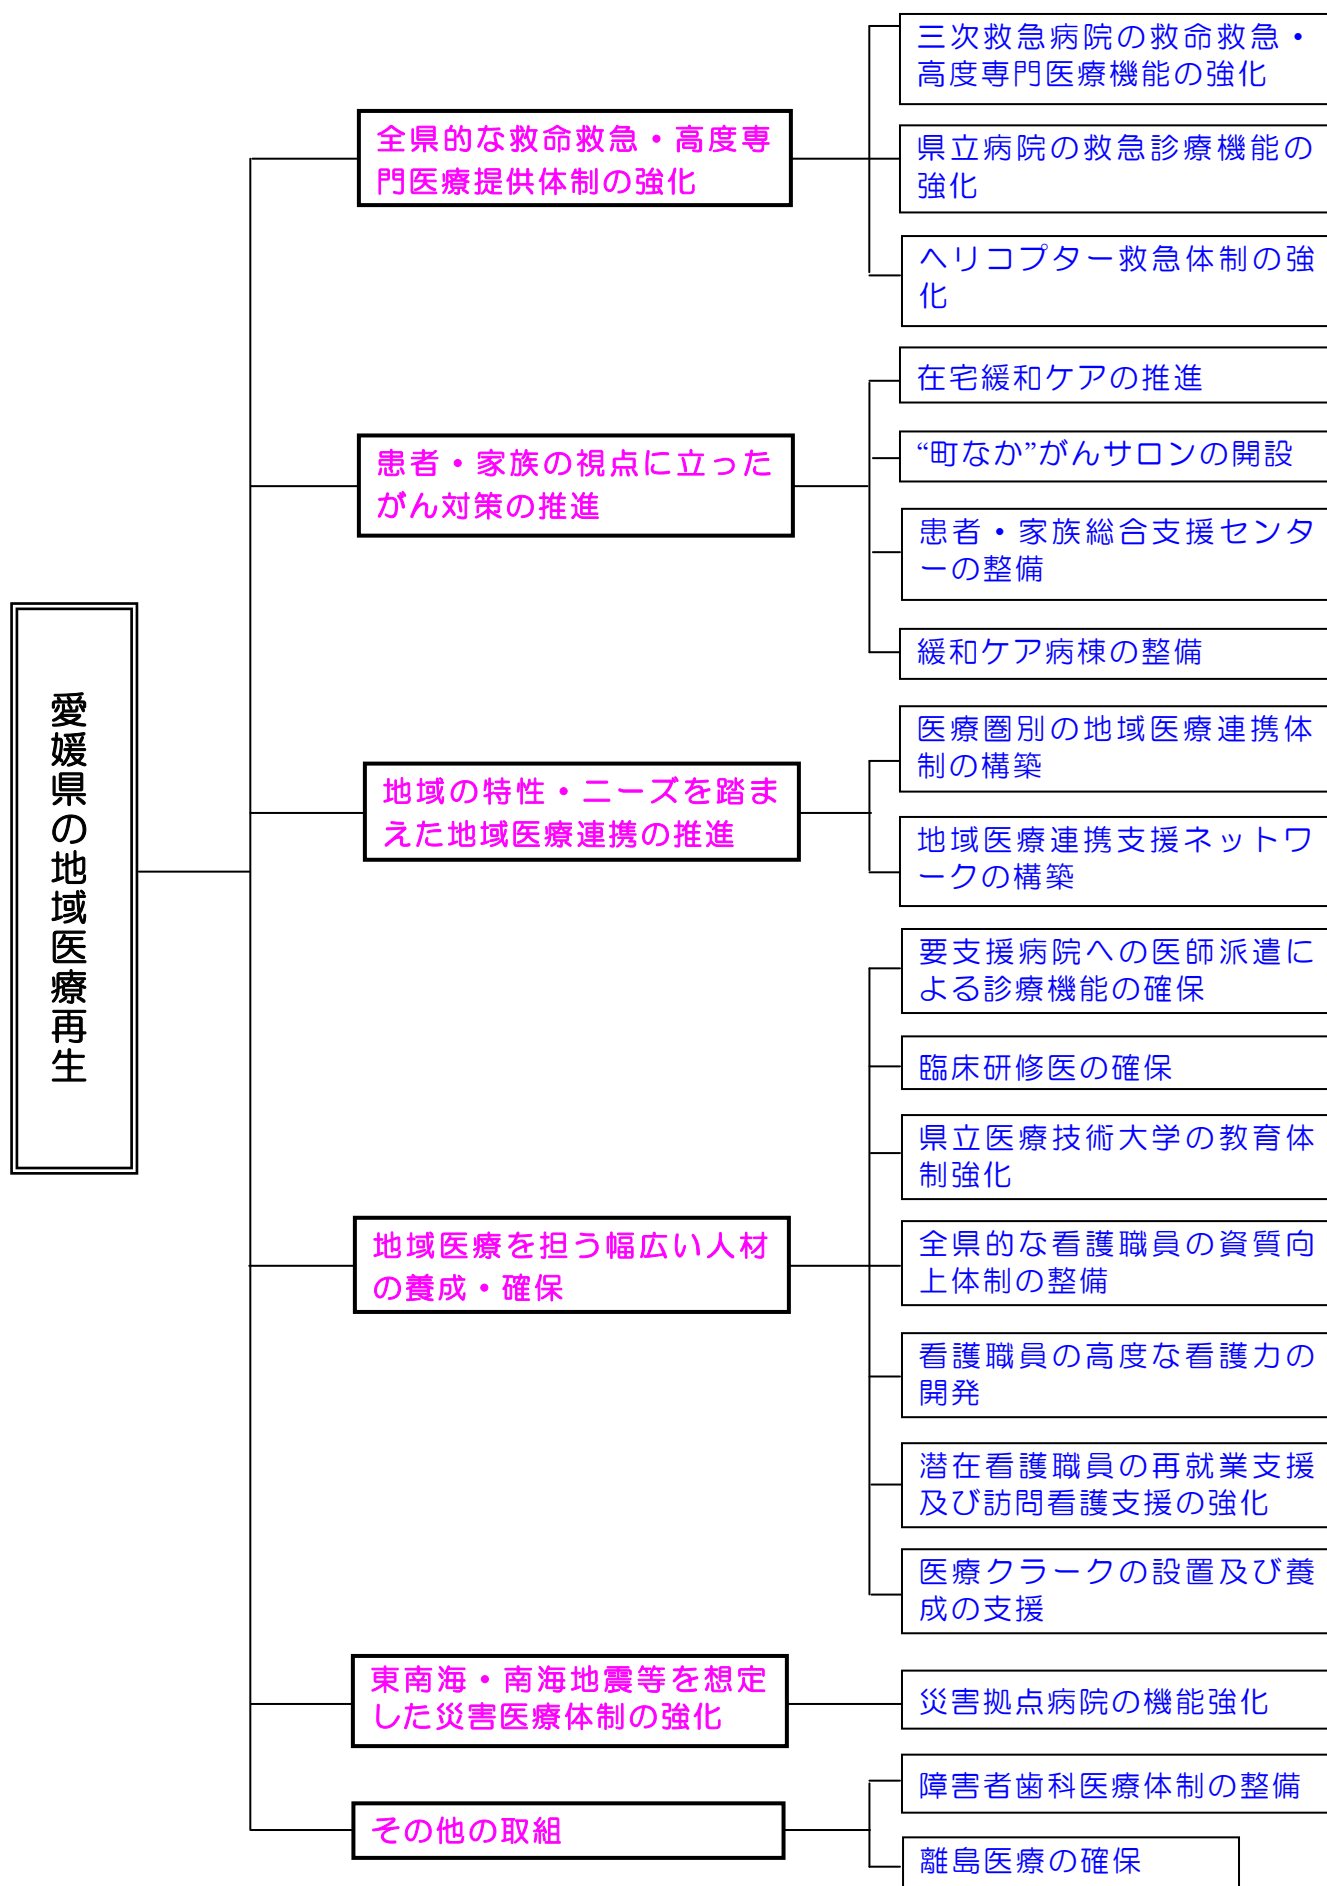 愛媛県の地域医療再生
全県的な救命救急・高度専
門医療提供体制の強化
三次救急病院の救命救急・
高度専門医療機能の強化
県立病院の救急診療機能の
強化
ヘリコプター救急体制の強
化
患者・家族の視点に立った
がん対策の推進
在宅緩和ケアの推進
“町なか”がんサロンの開設
患者・家族総合支援センタ
ーの整備
緩和ケア病棟の整備
地域の特性・ニーズを踏ま
えた地域医療連携の推進
医療圏別の地域医療連携体
制の構築
地域医療連携支援ネットワ
ークの構築
地域医療を担う幅広い人材
の養成・確保
要支援病院への医師派遣に
よる診療機能の確保
臨床研修医の確保
県立医療技術大学の教育体
制強化
全県的な看護職員の資質向
上体制の整備
看護職員の高度な看護力の
開発
潜在看護職員の再就業支援
及び訪問看護支援の強化
医療クラークの設置及び養
成の支援
東南海・南海地震等を想定
した災害医療体制の強化
災害拠点病院の機能強化
その他の取組
障害者歯科医療体制の整備
離島医療の確保